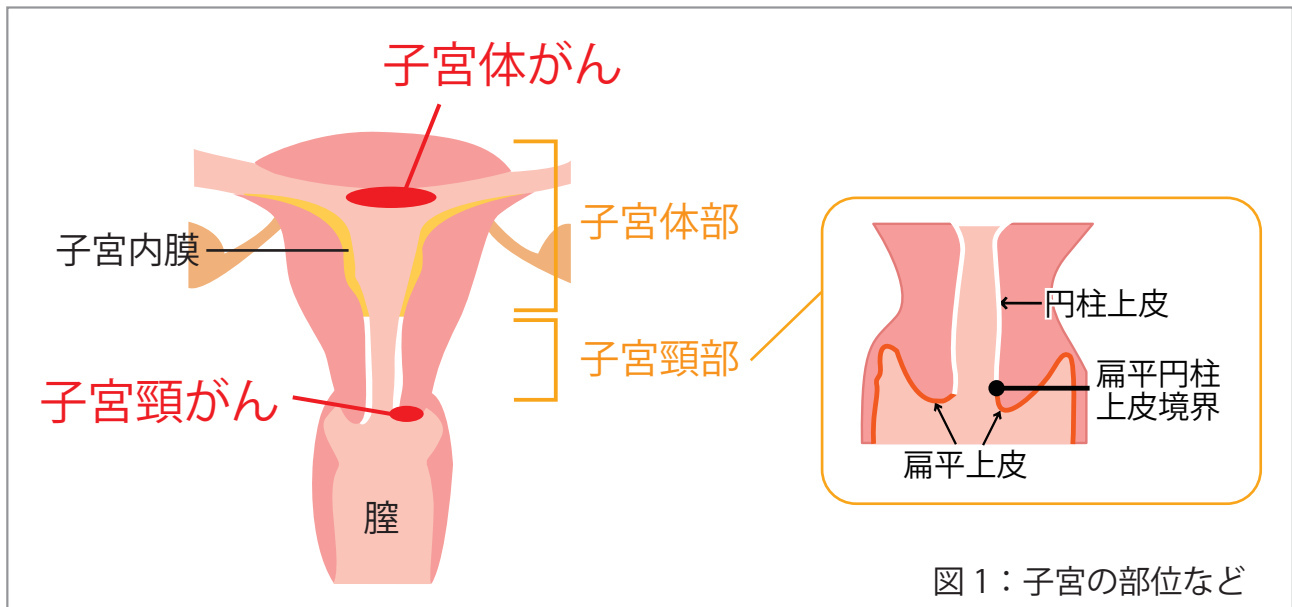 子宮体がん
子宮体部
子宮内膜
円柱上皮
子宮頸部
扁平円柱
上皮境界
子宮頸がん
扁平上皮
膣
図 1：子宮の部位など